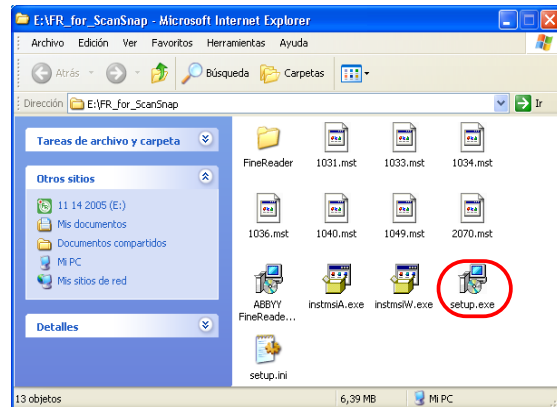 E:\FR_for_ScanSnap - Microsoft Internet Explorer
Archivo Edición Ver Favoritos Herramientas Ayuda
Atrás Búsqueda Carpetas
Dirección E:\FR_for_ScanSnap Ir
Tareas de archivo y carpeta
Otros sitios
11 14 2005 (E:)
Mis documentos
Documentos compartidos
Mi PC
Mis sitios de red
Detalles
FineReader 1031.mst 1033.mst 1034.mst
1036.mst 1040.mst 1049.mst 2070.mst
ABBYY FineReade... instmsiA.exe instmsiW.exe setup.exe
setup.ini
13 objetos 6,39 MB Mi PC